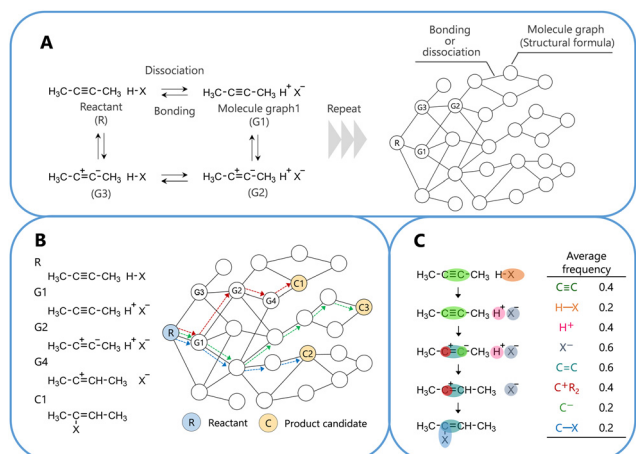 A
Dissociation
H₃C-C≡C-CH₃ H-X
H₃C-C≡C-CH₃ H⁺ X⁻
Reactant
(R)
Bonding
Molecule graph1
(G1)
H₃C-C⁺=C⁻-CH₃ H-X
(G3)
H₃C-C⁺=C⁻-CH₃ H⁺ X⁻
(G2)
Repeat
Bonding
or
dissociation
Molecule graph
(Structural formula)
G3
G2
R
G1
B
R
H₃C-C≡C-CH₃ H-X
G1
H₃C-C≡C-CH₃ H⁺ X⁻
G2
H₃C-C⁺=C⁻-CH₃ H⁺ X⁻
G4
H₃C-C⁺=CH-CH₃ X⁻
C1
H₃C-C=CH-CH₃
X
G3
G2
G4
C1
C3
R
G1
C2
R Reactant
C Product candidate
C
H₃C-C≡C-CH₃ H-X
H₃C-C≡C-CH₃ H⁺ X⁻
H₃C-C⁺=C⁻-CH₃ H⁺ X⁻
H₃C-C⁺=CH-CH₃ X⁻
H₃C-C=CH-CH₃
X
Average
frequency
C≡C 0.4
H—X 0.2
H⁺ 0.4
X⁻ 0.6
C=C 0.6
C⁺R₂ 0.4
C⁻ 0.2
C—X 0.2